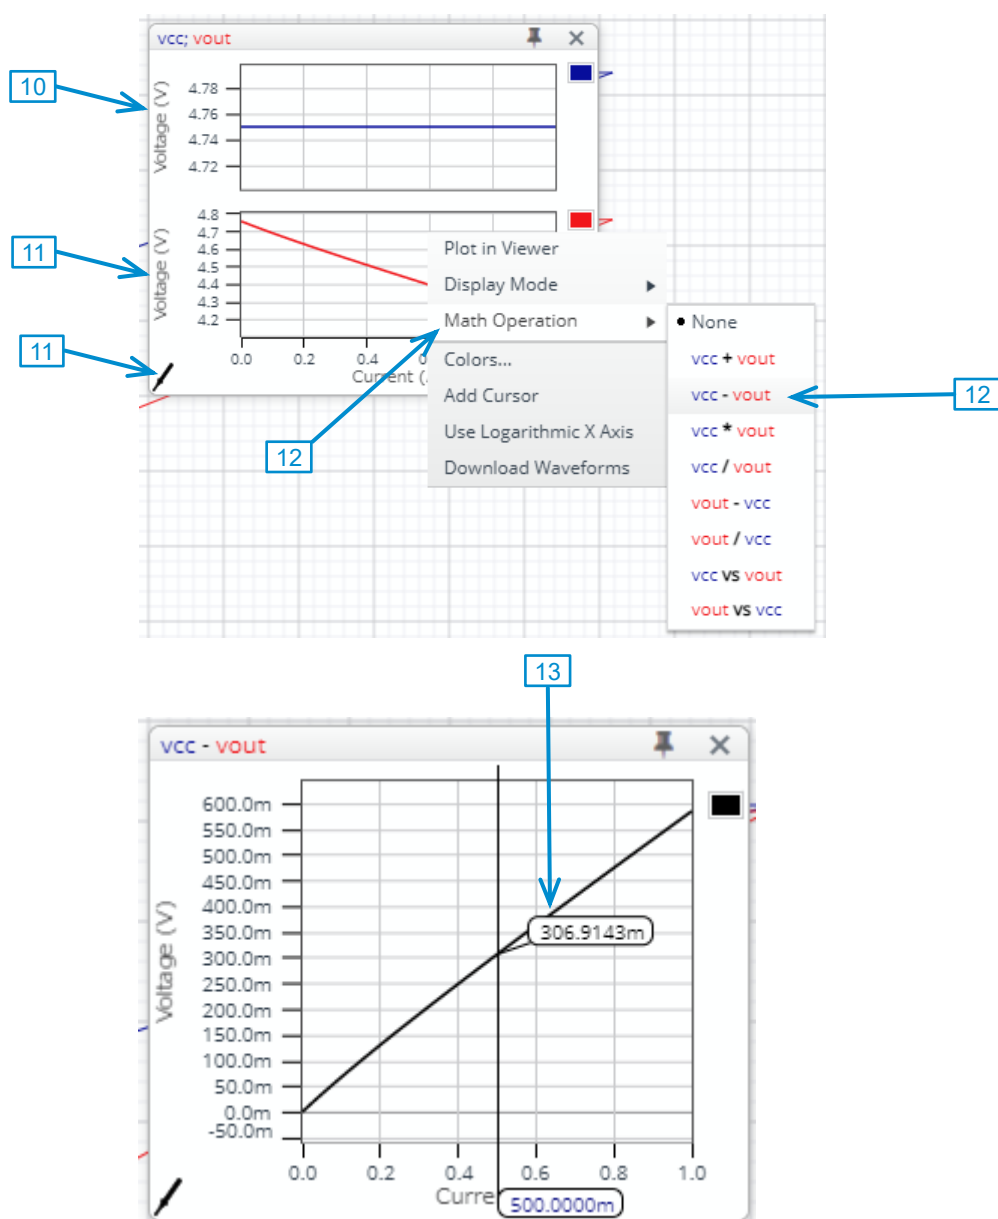 vcc; vout
10
Voltage (V)
4.78
4.76
4.74
4.72
11
Voltage (V)
4.8
4.7
4.6
4.5
4.4
4.3
4.2
0.0
0.2
0.4
Current (
11
12
Plot in Viewer
Display Mode
Math Operation
Colors...
Add Cursor
Use Logarithmic X Axis
Download Waveforms
• None
vcc + vout
vcc - vout
vcc * vout
vcc / vout
vout - vcc
vout / vcc
vcc vs vout
vout vs vcc
12
13
vcc - vout
Voltage (V)
600.0m
550.0m
500.0m
450.0m
400.0m
350.0m
300.0m
250.0m
200.0m
150.0m
100.0m
50.0m
0.0m
-50.0m
306.9143m
0.0
0.2
0.4
0.6
0.8
1.0
Curre
500.0000m